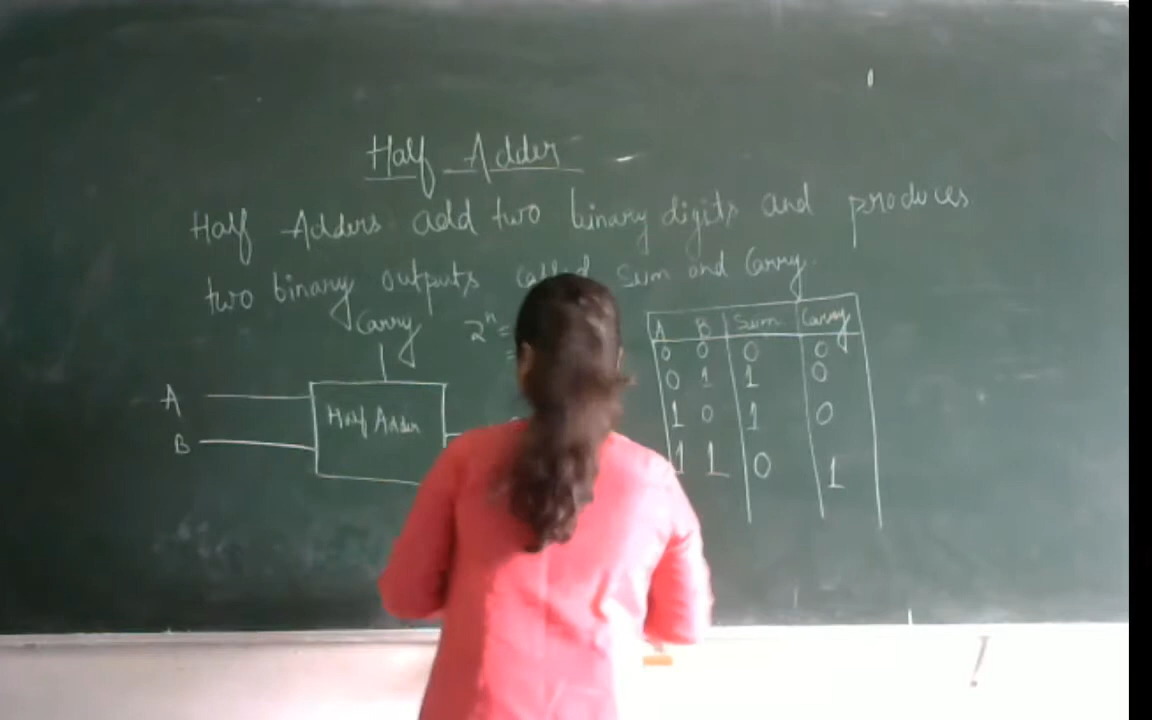 Half Adder
Half Adders add two binary digits and produces
two binary outputs called Sum and Carry.
Carry
2ⁿ =
=
A
B
Half Adder
A B Sum Carry
0 0 0 0
0 1 1 0
1 0 1 0
1 1 0 1